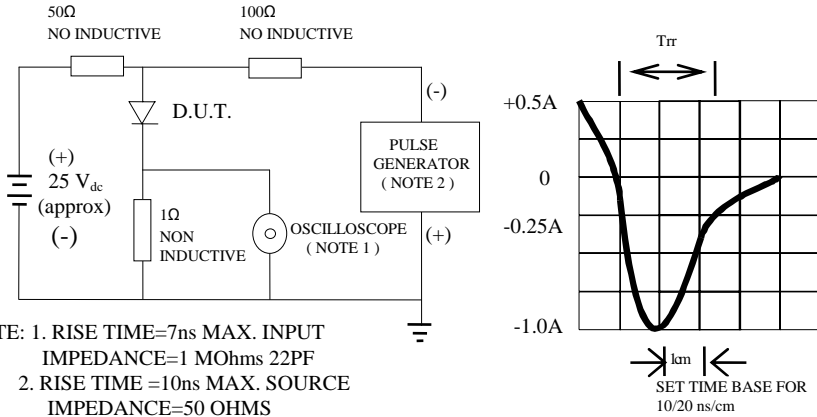 50Ω
NO INDUCTIVE
100Ω
NO INDUCTIVE
D.U.T.
(+)
25 Vdc
(approx)
(-)
1Ω
NON
INDUCTIVE
OSCILLOSCOPE
( NOTE 1 )
(-)
PULSE
GENERATOR
( NOTE 2 )
(+)
TE: 1. RISE TIME=7ns MAX. INPUT
IMPEDANCE=1 MOhms 22PF
2. RISE TIME =10ns MAX. SOURCE
IMPEDANCE=50 OHMS
Trr
+0.5A
0
-0.25A
-1.0A
1cm
SET TIME BASE FOR
10/20 ns/cm